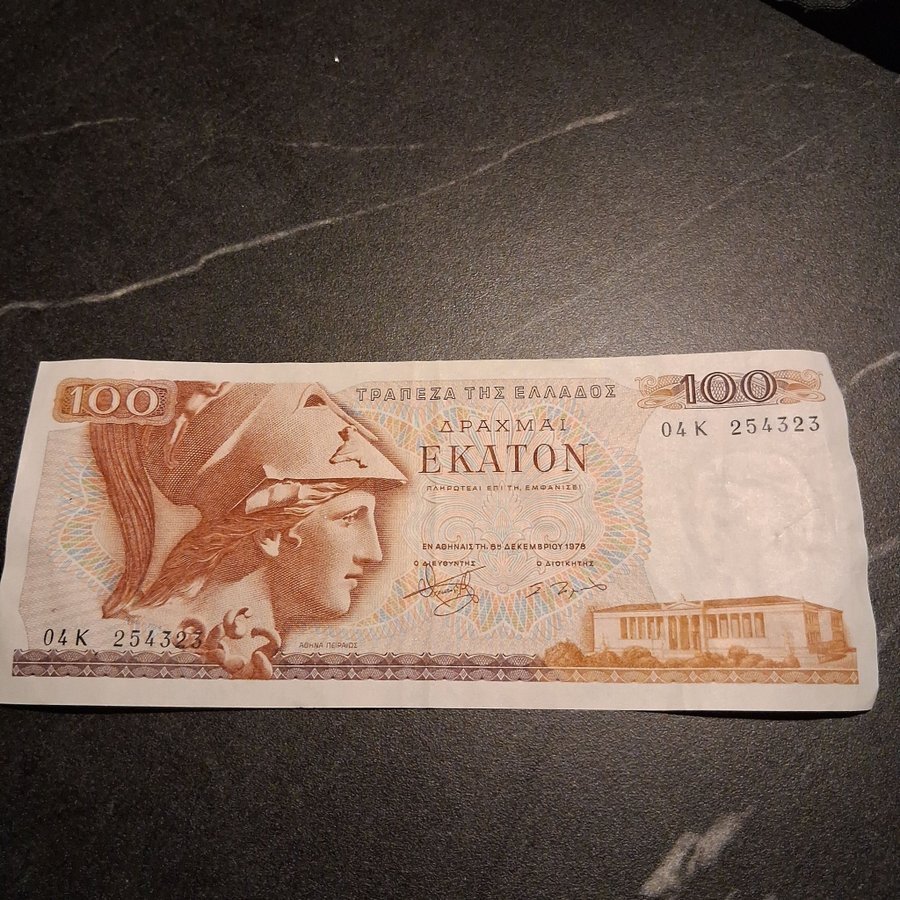 100
ΤΡΑΠΕΖΑ ΤΗΣ ΕΛΛΑΔΟΣ
100
04Κ 254323
ΔΡΑΧΜΑΙ
ΕΚΑΤΟΝ
ΠΛΗΡΩΤΕΑΙ ΕΠΙ ΤΗ, ΕΜΦΑΝΙΣΕΙ
ΕΝ ΑΘΗΝΑΙΣ ΤΗ, 8η ΔΕΚΕΜΒΡΙΟΥ 1978
Ο ΔΙΕΥΘΥΝΤΗΣ Ο ΔΙΟΙΚΗΤΗΣ
04Κ 254323
ΑΘΗΝΑ ΠΕΙΡΑΙΩΣ